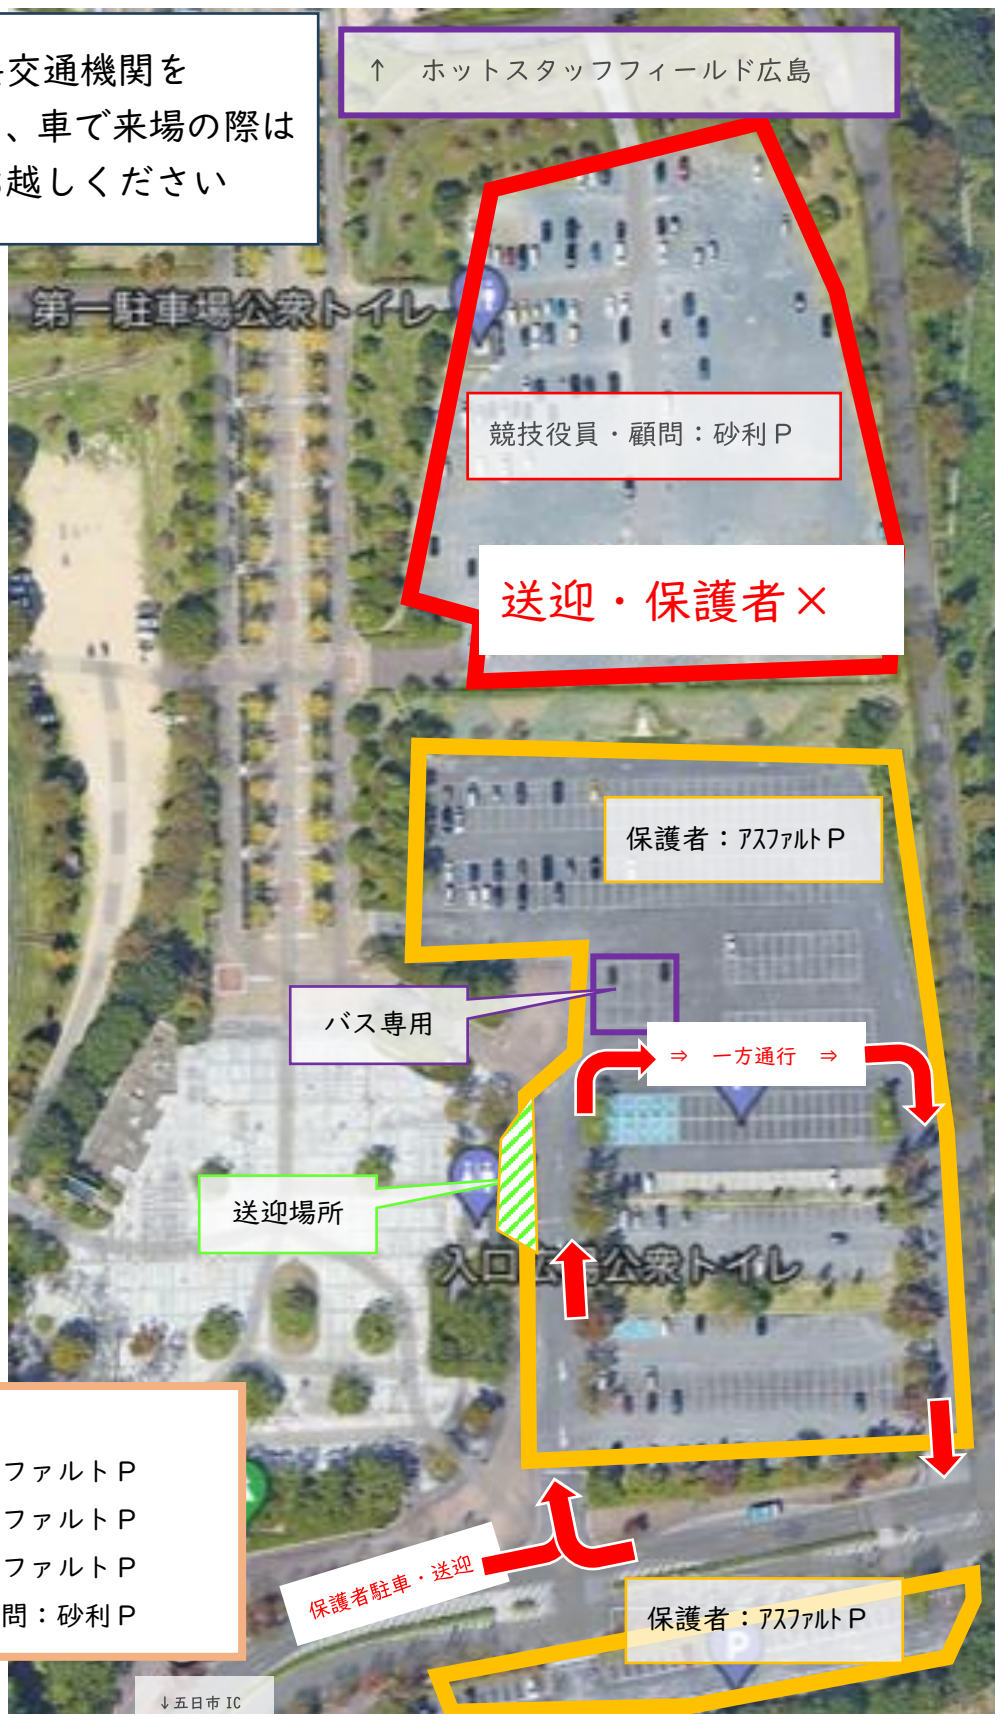 交通機関を
、車で来場の際は
越しください
↑　ホットスタッフフィールド広島
第一駐車場公衆トイレ
競技役員・顧問：砂利Ｐ
送迎・保護者×
保護者：ｱｽﾌｧﾙﾄＰ
バス専用
⇒　一方通行　⇒
送迎場所
入口広場公衆トイレ
ファルトＰ
ファルトＰ
ファルトＰ
問：砂利Ｐ
保護者駐車・送迎
保護者：ｱｽﾌｧﾙﾄＰ
P
↓五日市 IC